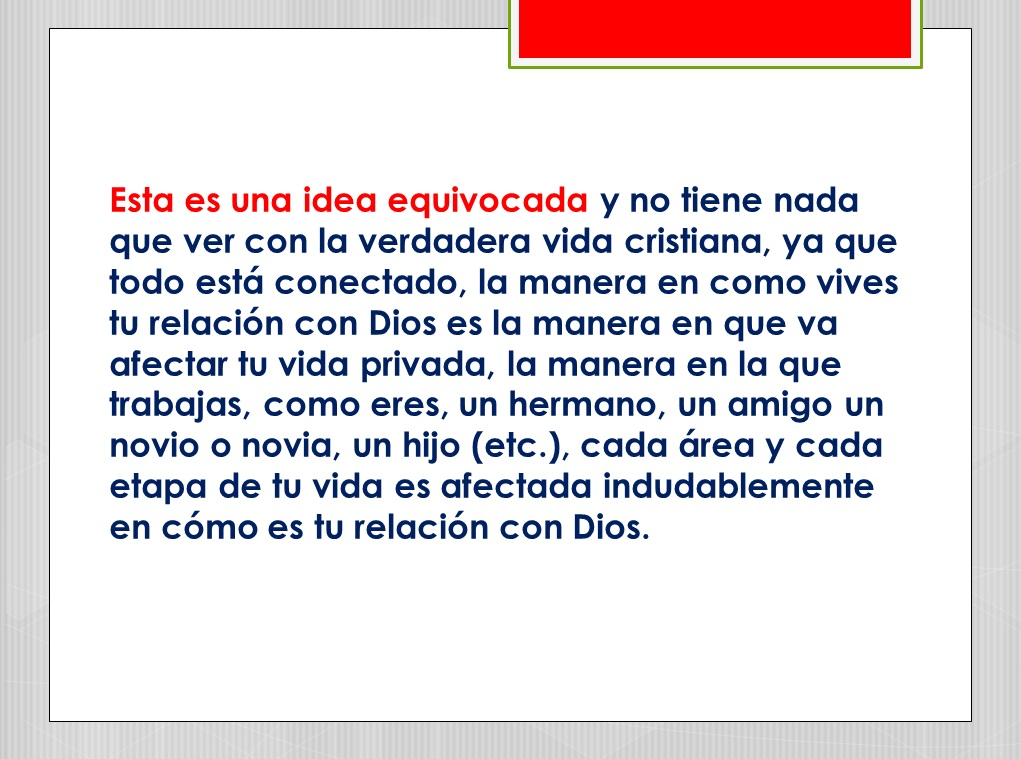 Esta es una idea equivocada y no tiene nada
que ver con la verdadera vida cristiana, ya que
todo está conectado, la manera en como vives
tu relación con Dios es la manera en que va
afectar tu vida privada, la manera en la que
trabajas, como eres, un hermano, un amigo un
novio o novia, un hijo (etc.), cada área y cada
etapa de tu vida es afectada indudablemente
en cómo es tu relación con Dios.